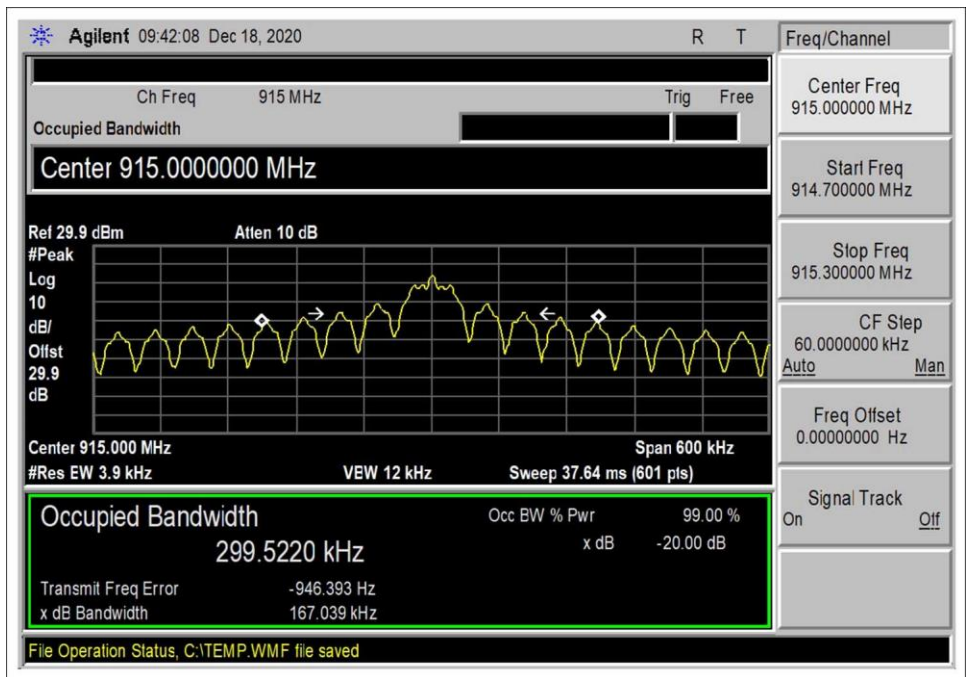 Agilent 09:42:08 Dec 18, 2020 R T
Freq/Channel
Ch Freq 915 MHz Trig Free
Occupied Bandwidth
Center 915.0000000 MHz
Ref 29.9 dBm Atten 10 dB
#Peak
Log
10
dB/
Offst
29.9
dB
Center 915.000 MHz Span 600 kHz
#Res EW 3.9 kHz VBW 12 kHz Sweep 37.64 ms (601 pts)
Occupied Bandwidth Occ BW % Pwr 99.00 %
299.5220 kHz x dB -20.00 dB
Transmit Freq Error -946.393 Hz
x dB Bandwidth 167.039 kHz
File Operation Status, C:\TEMP.WMF file saved
Center Freq
915.000000 MHz
Start Freq
914.700000 MHz
Stop Freq
915.300000 MHz
CF Step
60.0000000 kHz
Auto Man
Freq Offset
0.00000000 Hz
Signal Track
On Off